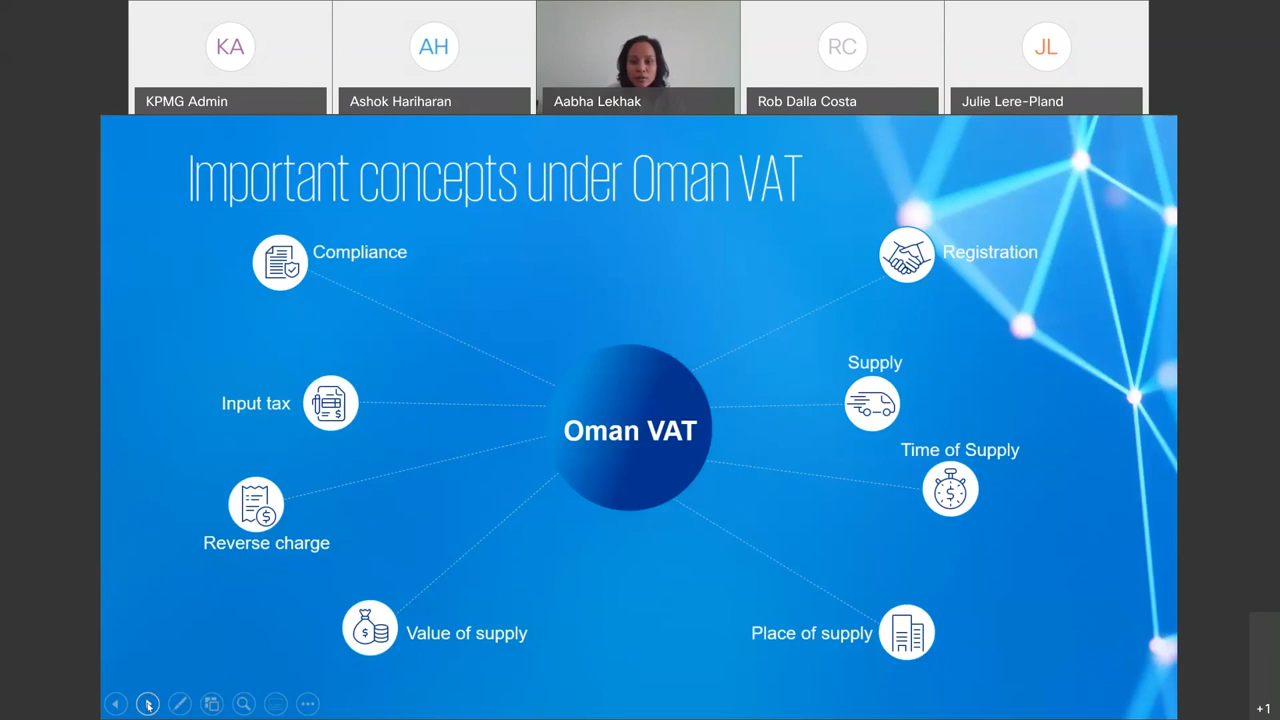 KA
AH
RC
JL
KPMG Admin
Ashok Hariharan
Aabha Lekhak
Rob Dalla Costa
Julie Lere-Pland
Important concepts under Oman VAT
Compliance
Registration
Supply
Input tax
Oman VAT
Time of Supply
Reverse charge
Value of supply
Place of supply
+1